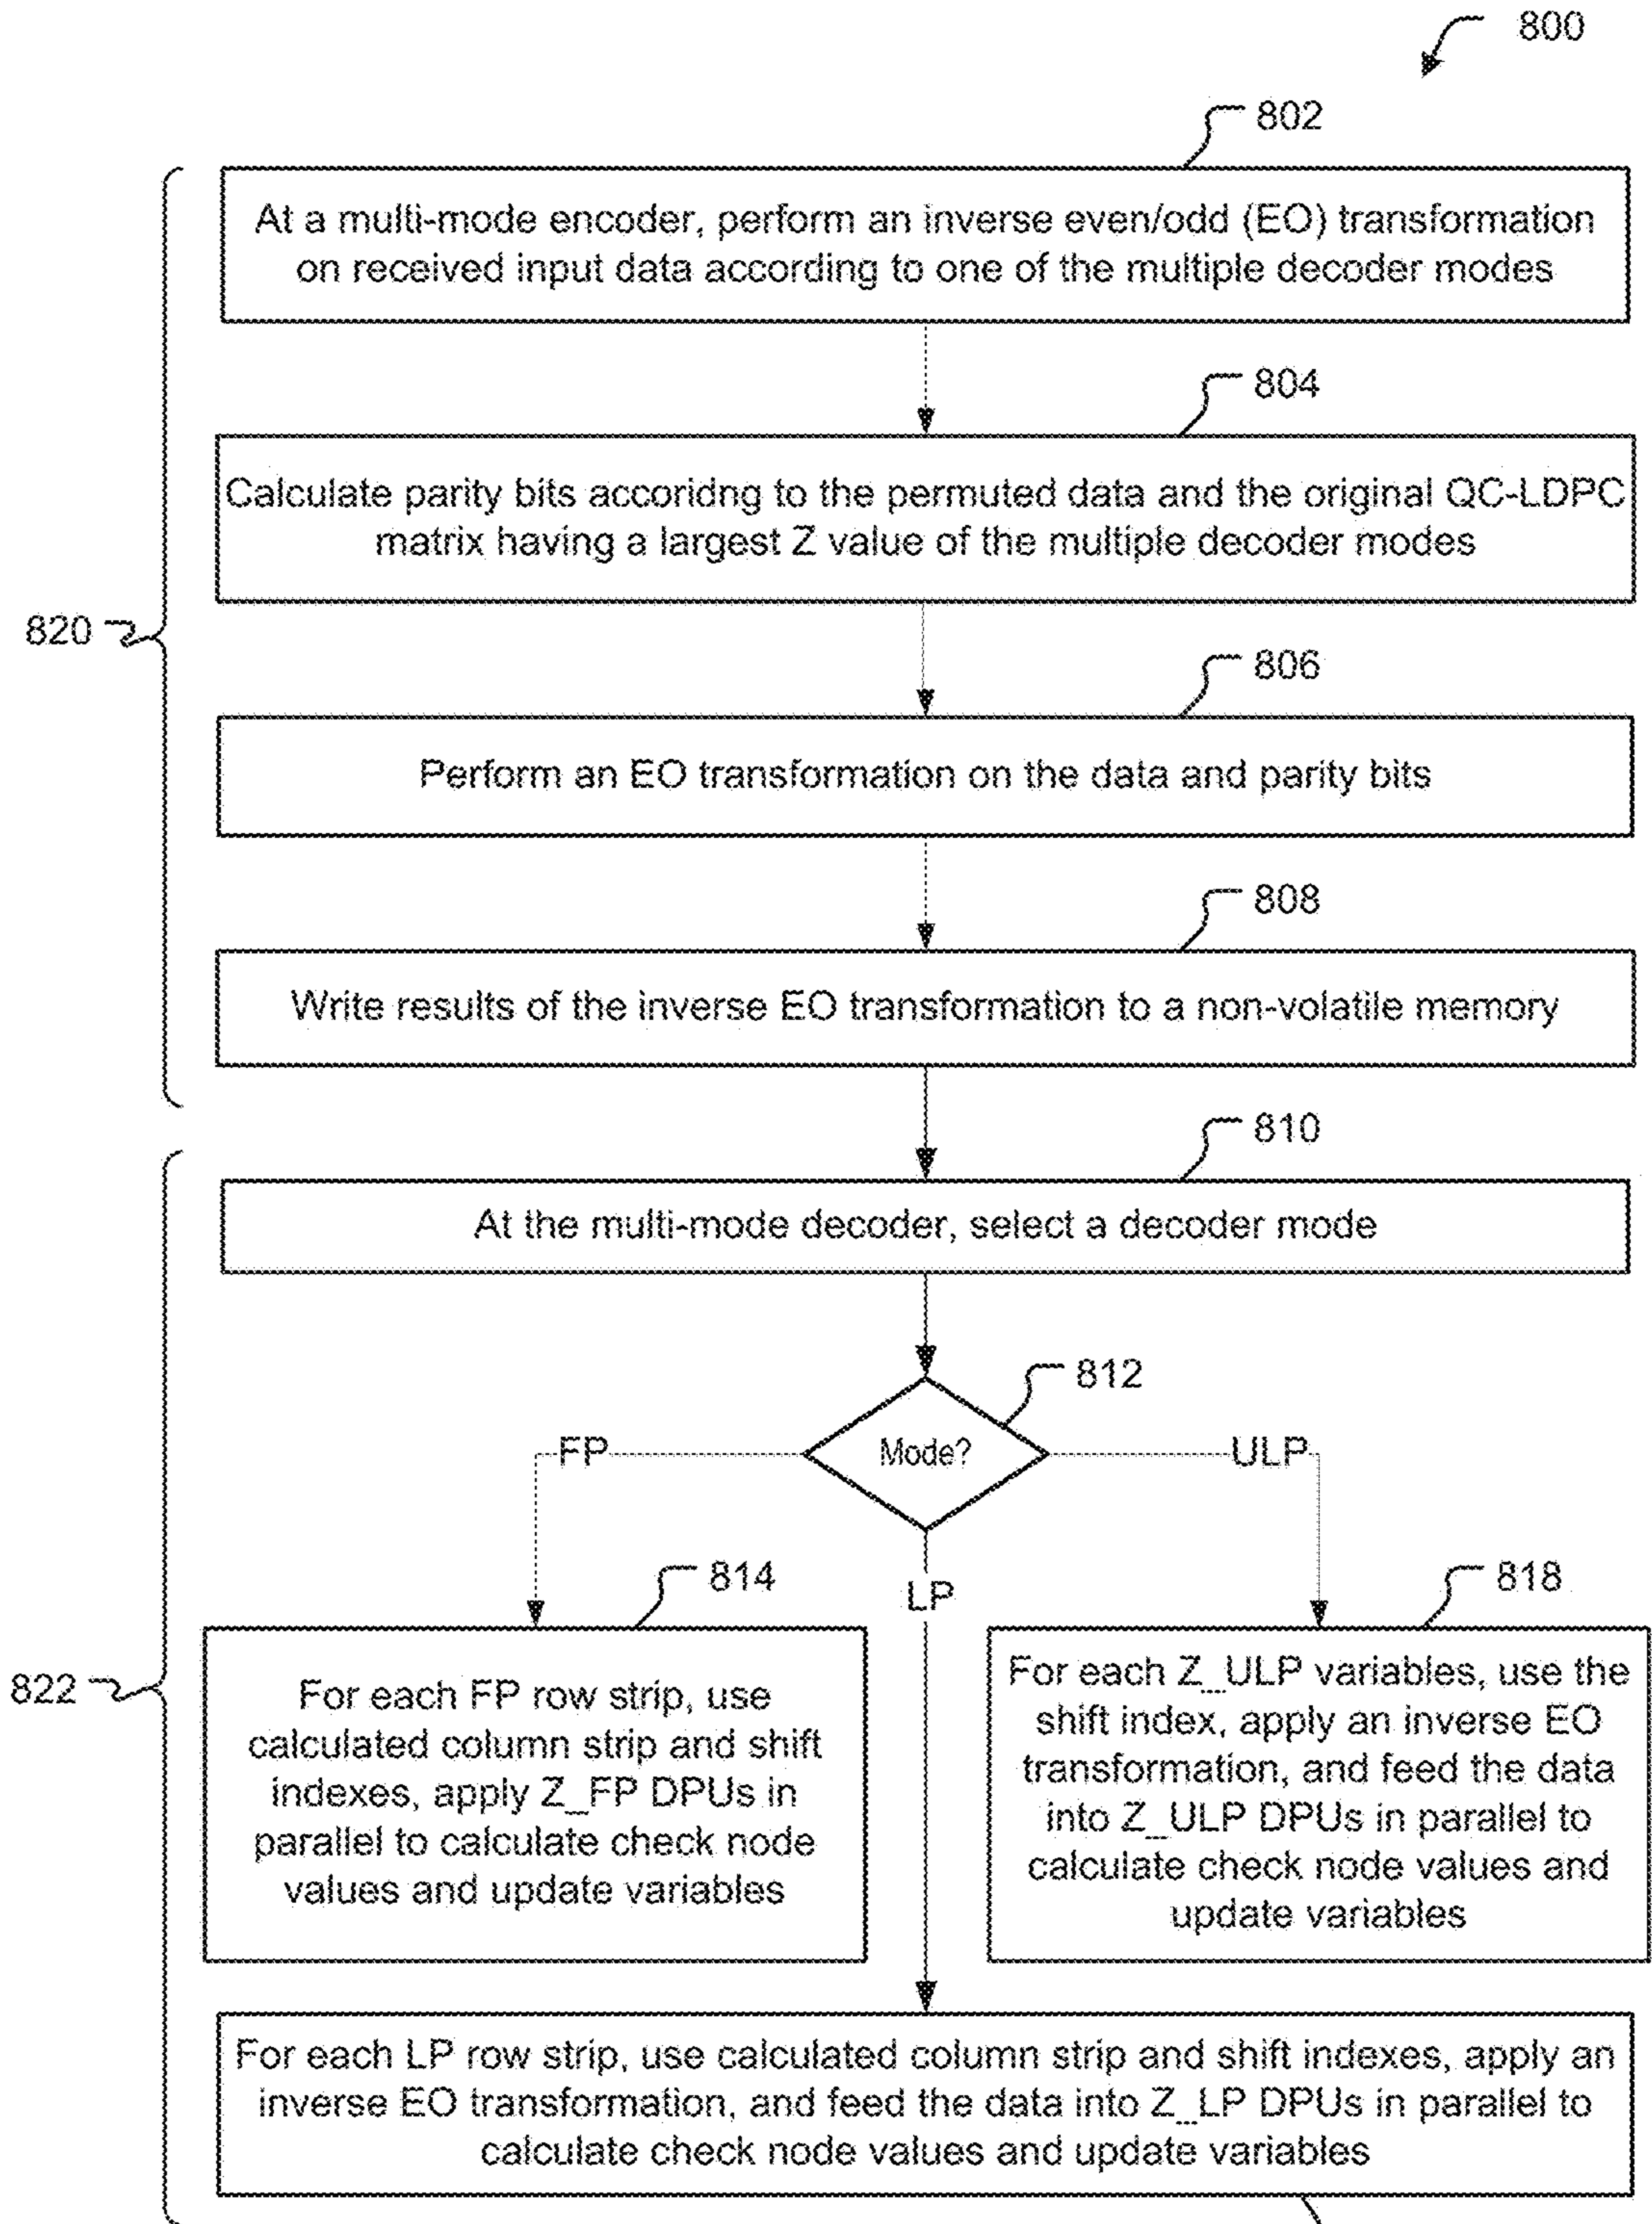 800
802
At a multi-mode encoder, perform an inverse even/odd (EO) transformation
on received input data according to one of the multiple decoder modes
804
Calculate parity bits accoridng to the permuted data and the original QC-LDPC
matrix having a largest Z value of the multiple decoder modes
820
806
Perform an EO transformation on the data and parity bits
808
Write results of the inverse EO transformation to a non-volatile memory
810
At the multi-mode decoder, select a decoder mode
812
Mode?
FP
ULP
LP
814
818
822
For each FP row strip, use
calculated column strip and shift
indexes, apply Z_FP DPUs in
parallel to calculate check node
values and update variables
For each Z_ULP variables, use the
shift index, apply an inverse EO
transformation, and feed the data
into Z_ULP DPUs in parallel to
calculate check node values and
update variables
For each LP row strip, use calculated column strip and shift indexes, apply an
inverse EO transformation, and feed the data into Z_LP DPUs in parallel to
calculate check node values and update variables